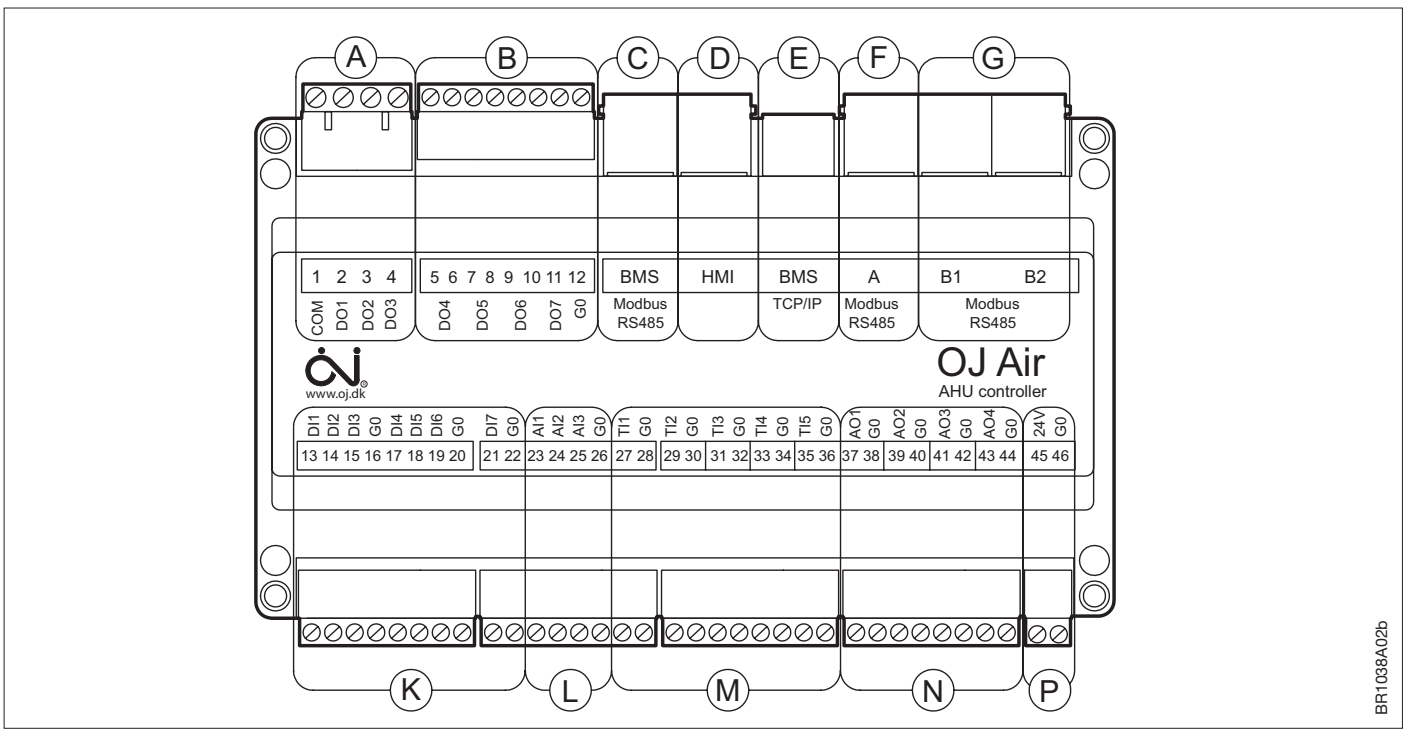 A B C D E F G
1 2 3 4 5 6 7 8 9 10 11 12 BMS HMI BMS A B1 B2
COM DO1 DO2 DO3 DO4 DO5 DO6 DO7 G0 Modbus TCP/IP Modbus Modbus
RS485 RS485 RS485
OJ
www.oj.dk
OJ Air
AHU controller
DI1 DI2 DI3 G0 DI4 DI5 DI6 G0 DI7 G0 AI1 AI2 AI3 G0 TI1 G0 TI2 G0 TI3 G0 TI4 G0 TI5 G0 AO1 G0 AO2 G0 AO3 G0 AO4 G0 24V G0
13 14 15 16 17 18 19 20 21 22 23 24 25 26 27 28 29 30 31 32 33 34 35 36 37 38 39 40 41 42 43 44 45 46
K L M N P
BR1038A02b